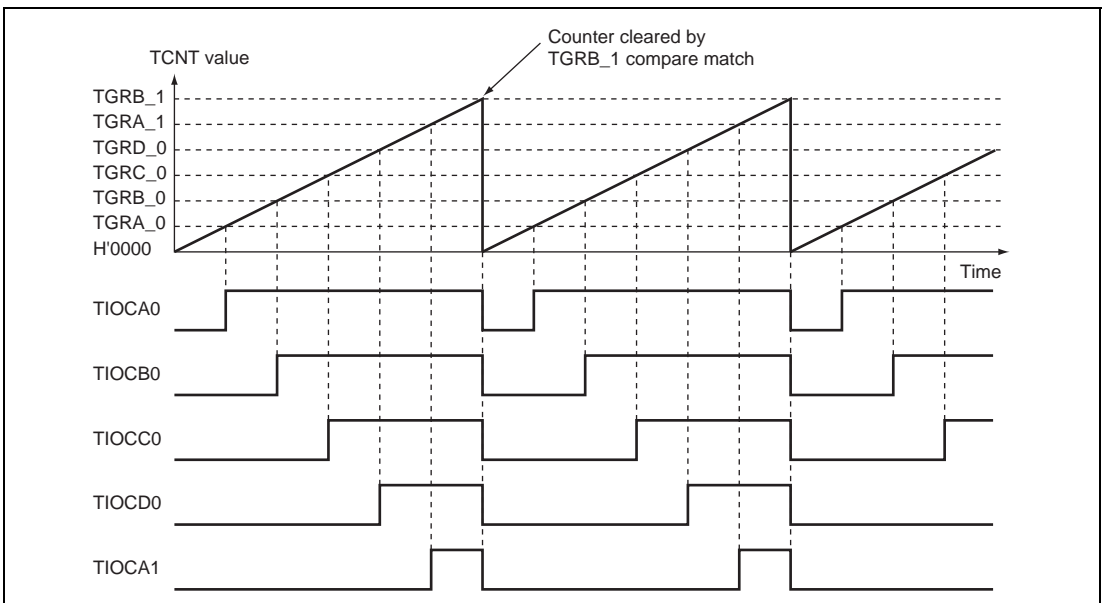 Counter cleared by
TGRB_1 compare match
TCNT value
TGRB_1
TGRA_1
TGRD_0
TGRC_0
TGRB_0
TGRA_0
H'0000
Time
TIOCA0
TIOCB0
TIOCC0
TIOCD0
TIOCA1